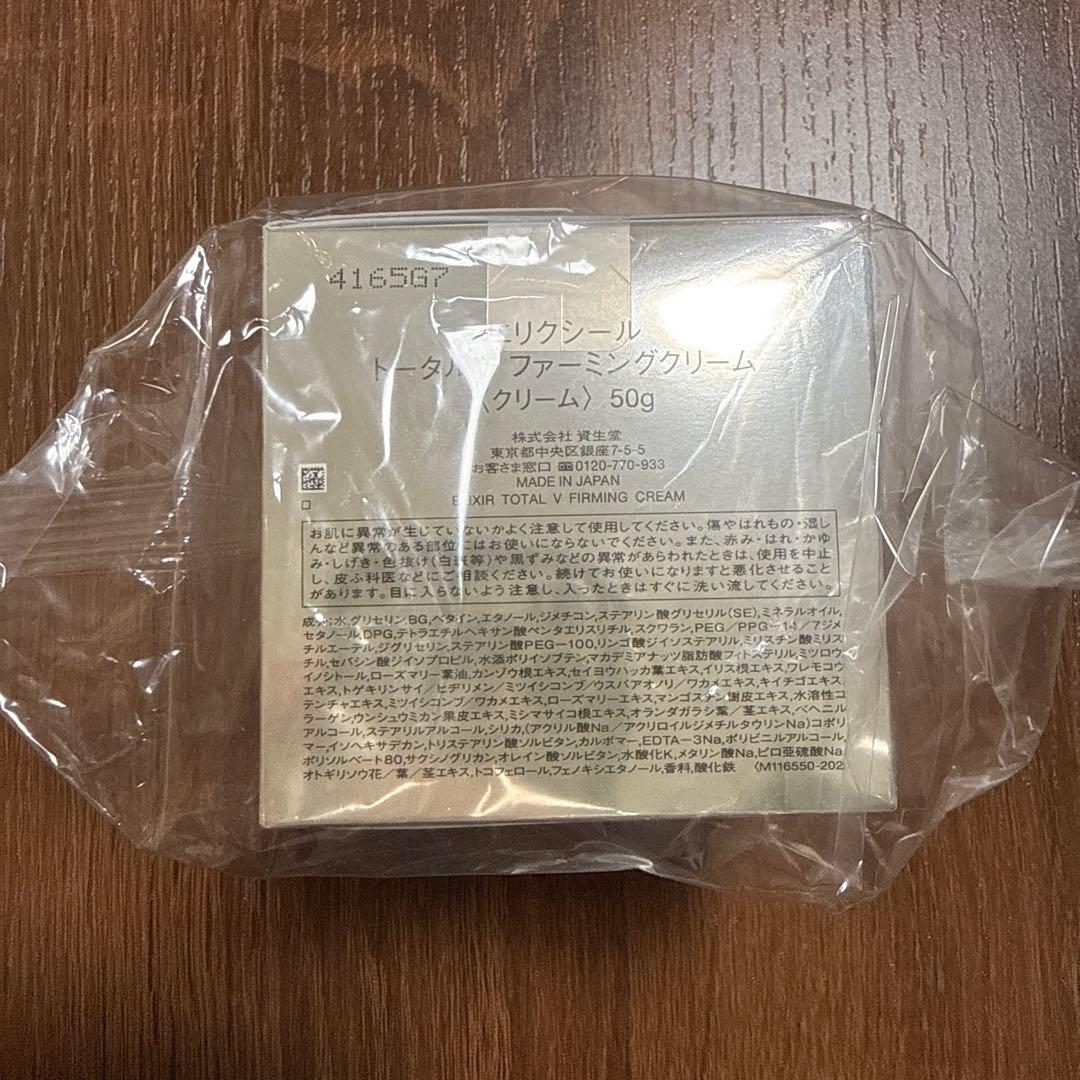 4165G7
エリクシール
トータル ファーミングクリーム
〈クリーム〉 50g
株式会社 資生堂
東京都中央区銀座7-5-5
お客さま窓口 0120-770-933
MADE IN JAPAN
ELIXIR TOTAL V FIRMING CREAM
お肌に異常が生じていないかよく注意して使用してください。傷やはれもの・湿し
んなど異常のある部位にはお使いにならないでください。また、赤み・はれ・かゆ
み・しげき・色抜け(白斑等)や黒ずみなどの異常があらわれたときは、使用を中止
し、皮ふ科医などにご相談ください。続けてお使いになりますと悪化させること
があります。目に入らないよう注意し、入ったときはすぐに洗い流してください。
成分:水,グリセリン,BG,ベタイン,エタノール,ジメチコン,ステアリン酸グリセリル(SE),ミネラルオイル,
セタノール,DPG,テトラエチルヘキサン酸ペンタエリスリチル,スクワラン,PEG/PPG-14/7ジメ
チルエーテル,ジグリセリン,ステアリン酸PEG-100,リンゴ酸ジイソステアリル,ミリスチン酸ミリス
チル,セバシン酸ジイソプロピル,水添ポリイソブテン,マカデミアナッツ脂肪酸フィトステリル,ミツロウ,
イノシトール,ローズマリー葉油,カンゾウ根エキス,セイヨウハッカ葉エキス,イリス根エキス,ワレモコウ
エキス,トゲキリンサイ/ヒヂリメン/ミツイシコンブ/ウスバアオノリ/ワカメエキス,キイチゴエキス,
テンチャエキス,ミツイシコンブ/ワカメエキス,ローズマリーエキス,マンゴスチン樹皮エキス,水溶性コ
ラーゲン,ウンシュウミカン果皮エキス,ミシマサイコ根エキス,オランダガラシ葉/茎エキス,ベヘニル
アルコール,ステアリルアルコール,シリカ,(アクリル酸Na/アクリロイルジメチルタウリンNa)コポリ
マー,イソヘキサデカン,トリステアリン酸ソルビタン,カルボマー,EDTA-3Na,ポリビニルアルコール,
ポリソルベート80,サクシノグリカン,オレイン酸ソルビタン,水酸化K,メタリン酸Na,ピロ亜硫酸Na,
オトギリソウ花/葉/茎エキス,トコフェロール,フェノキシエタノール,香料,酸化鉄 〈M116550-202〉